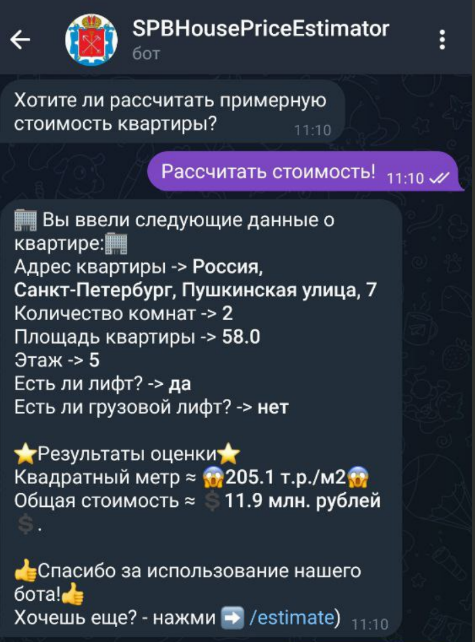 SPBHousePriceEstimator
бот
Хотите ли рассчитать примерную
стоимость квартиры?
11:10
Рассчитать стоимость! 11:10
🏢Вы ввели следующие данные о
квартире:🏢
Адрес квартиры -> Россия,
Санкт-Петербург, Пушкинская улица, 7
Количество комнат -> 2
Площадь квартиры -> 58.0
Этаж -> 5
Есть ли лифт? -> да
Есть ли грузовой лифт? -> нет
⭐Результаты оценки⭐
Квадратный метр ≈ 😱205.1 т.р./м2😱
Общая стоимость ≈ 💲11.9 млн. рублей
💲.
👍Спасибо за использование нашего
бота!👍
Хочешь еще? - нажми ➡️ /estimate) 11:10